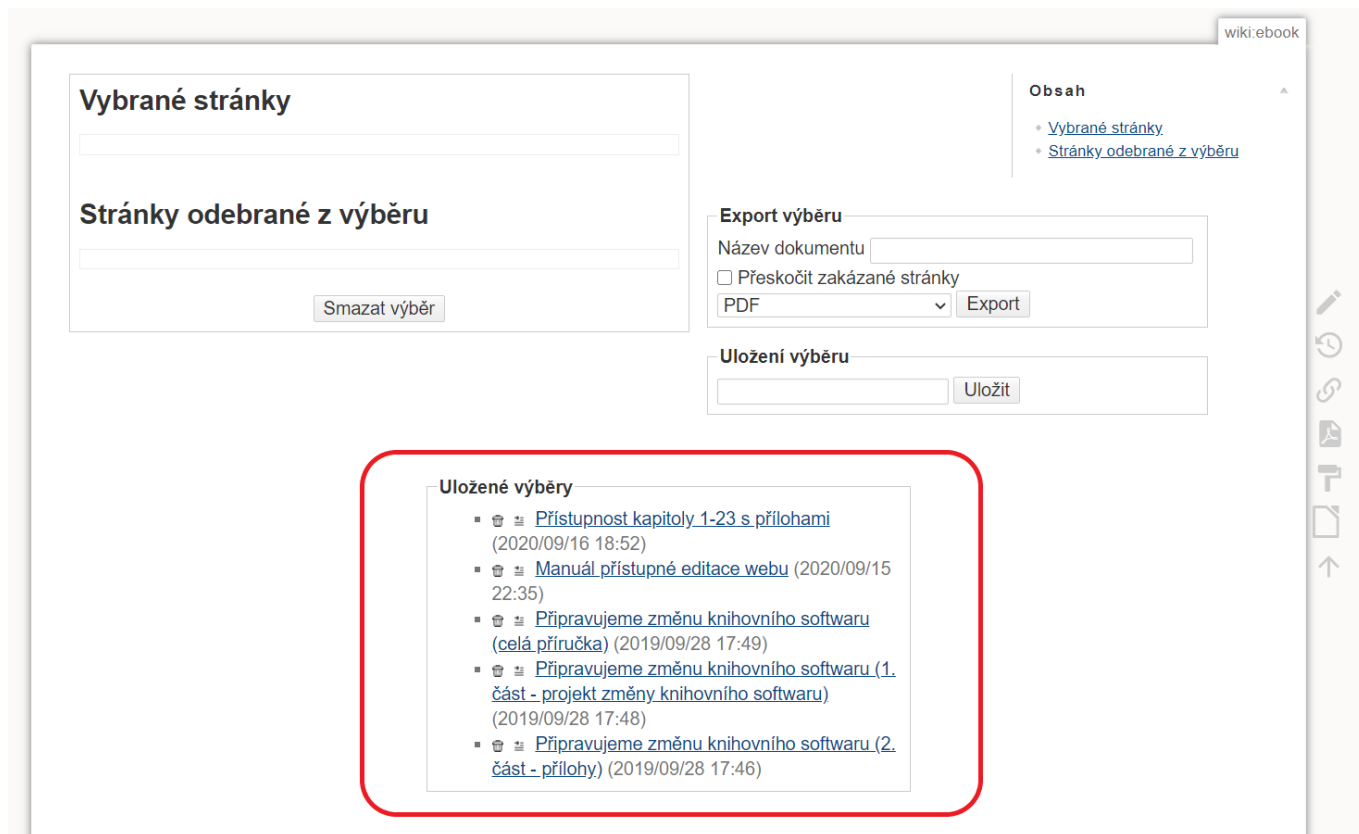 wiki:ebook
Vybrané stránky
Stránky odebrané z výběru
Smazat výběr
Obsah
Vybrané stránky
Stránky odebrané z výběru
Export výběru
Název dokumentu
Přeskočit zakázané stránky
PDF Export
Uložení výběru
Uložit
Uložené výběry
Přístupnost kapitoly 1-23 s přílohami
(2020/09/16 18:52)
Manuál přístupné editace webu (2020/09/15
22:35)
Připravujeme změnu knihovního softwaru
(celá příručka) (2019/09/28 17:49)
Připravujeme změnu knihovního softwaru (1.
část - projekt změny knihovního softwaru)
(2019/09/28 17:48)
Připravujeme změnu knihovního softwaru (2.
část - přílohy) (2019/09/28 17:46)